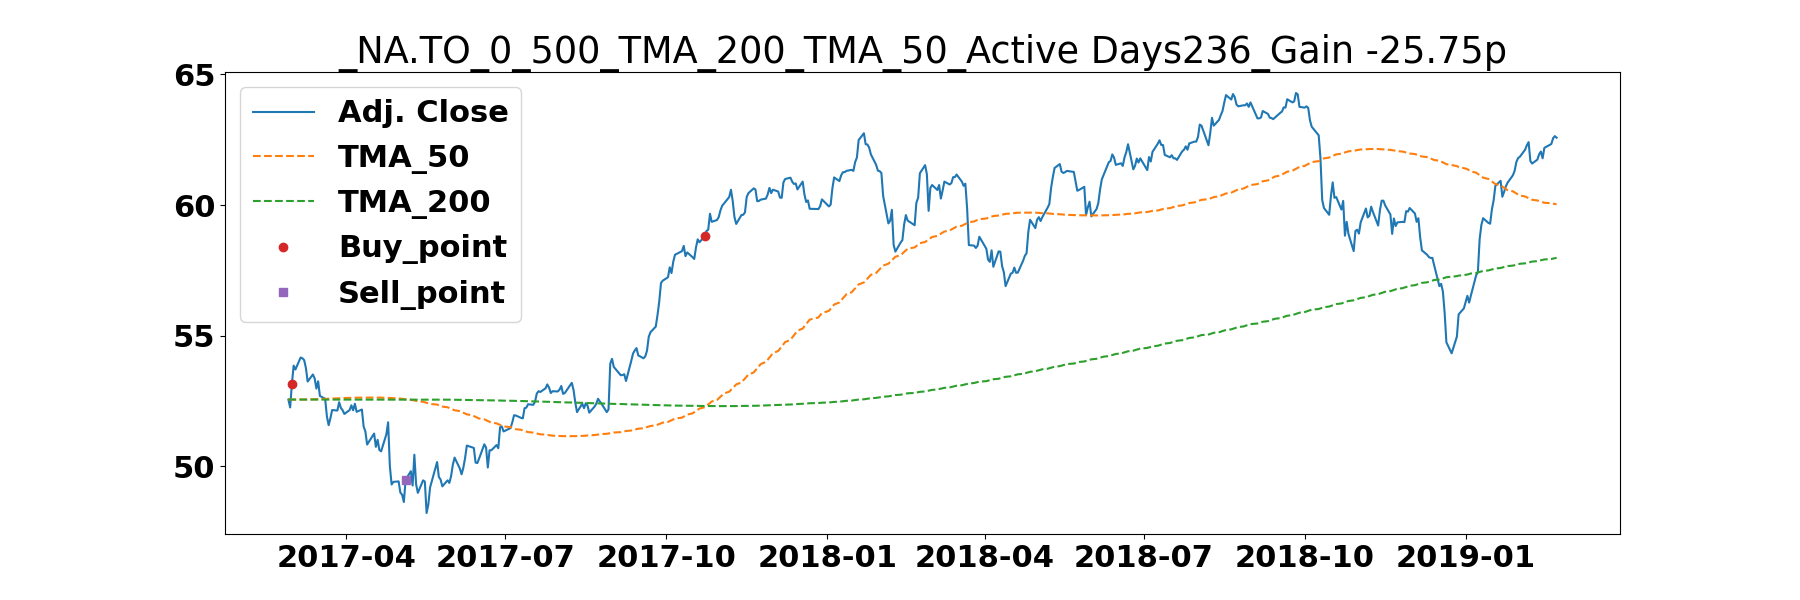 _NA.TO_0_500_TMA_200_TMA_50_Active Days236_Gain -25.75p
65
60
55
50
Adj. Close
TMA_50
TMA_200
Buy_point
Sell_point
2017-04 2017-07 2017-10 2018-01 2018-04 2018-07 2018-10 2019-01